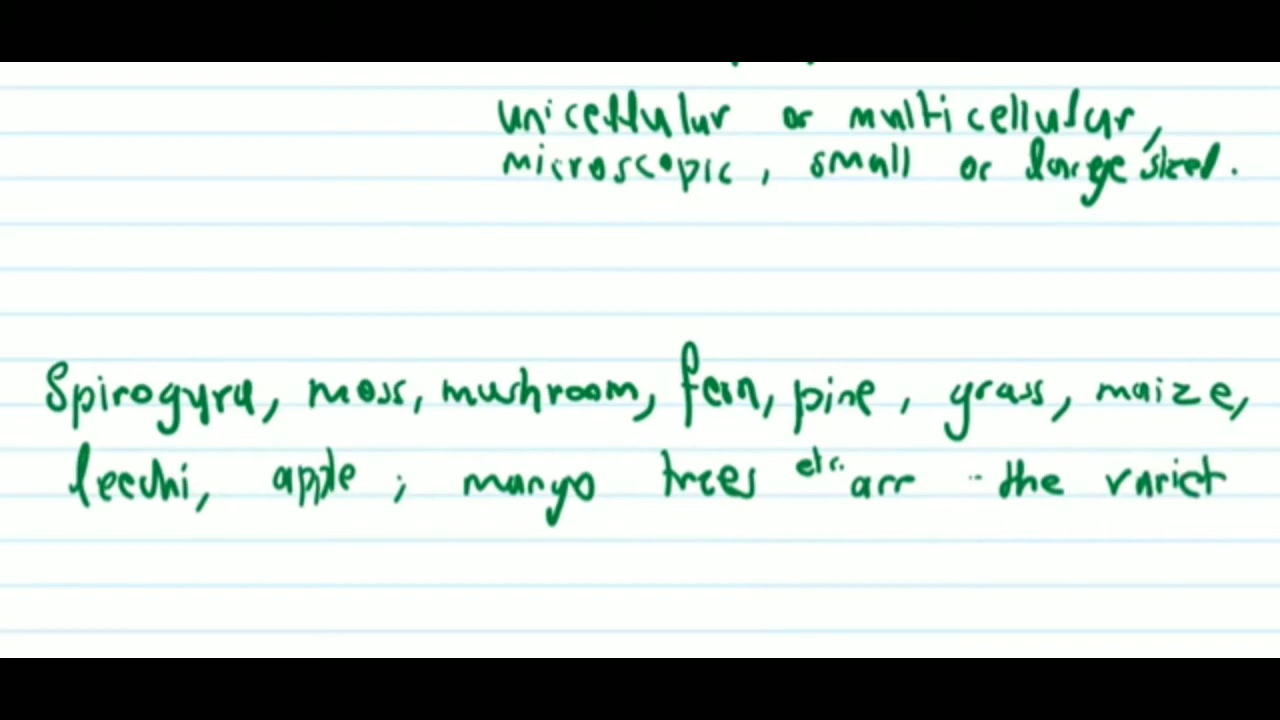 unicellular or multicellular,
microscopic, small or large sized.
Spirogyra, moss, mushroom, fern, pine, grass, maize,
leechi, apple, mango trees etc. are the variet